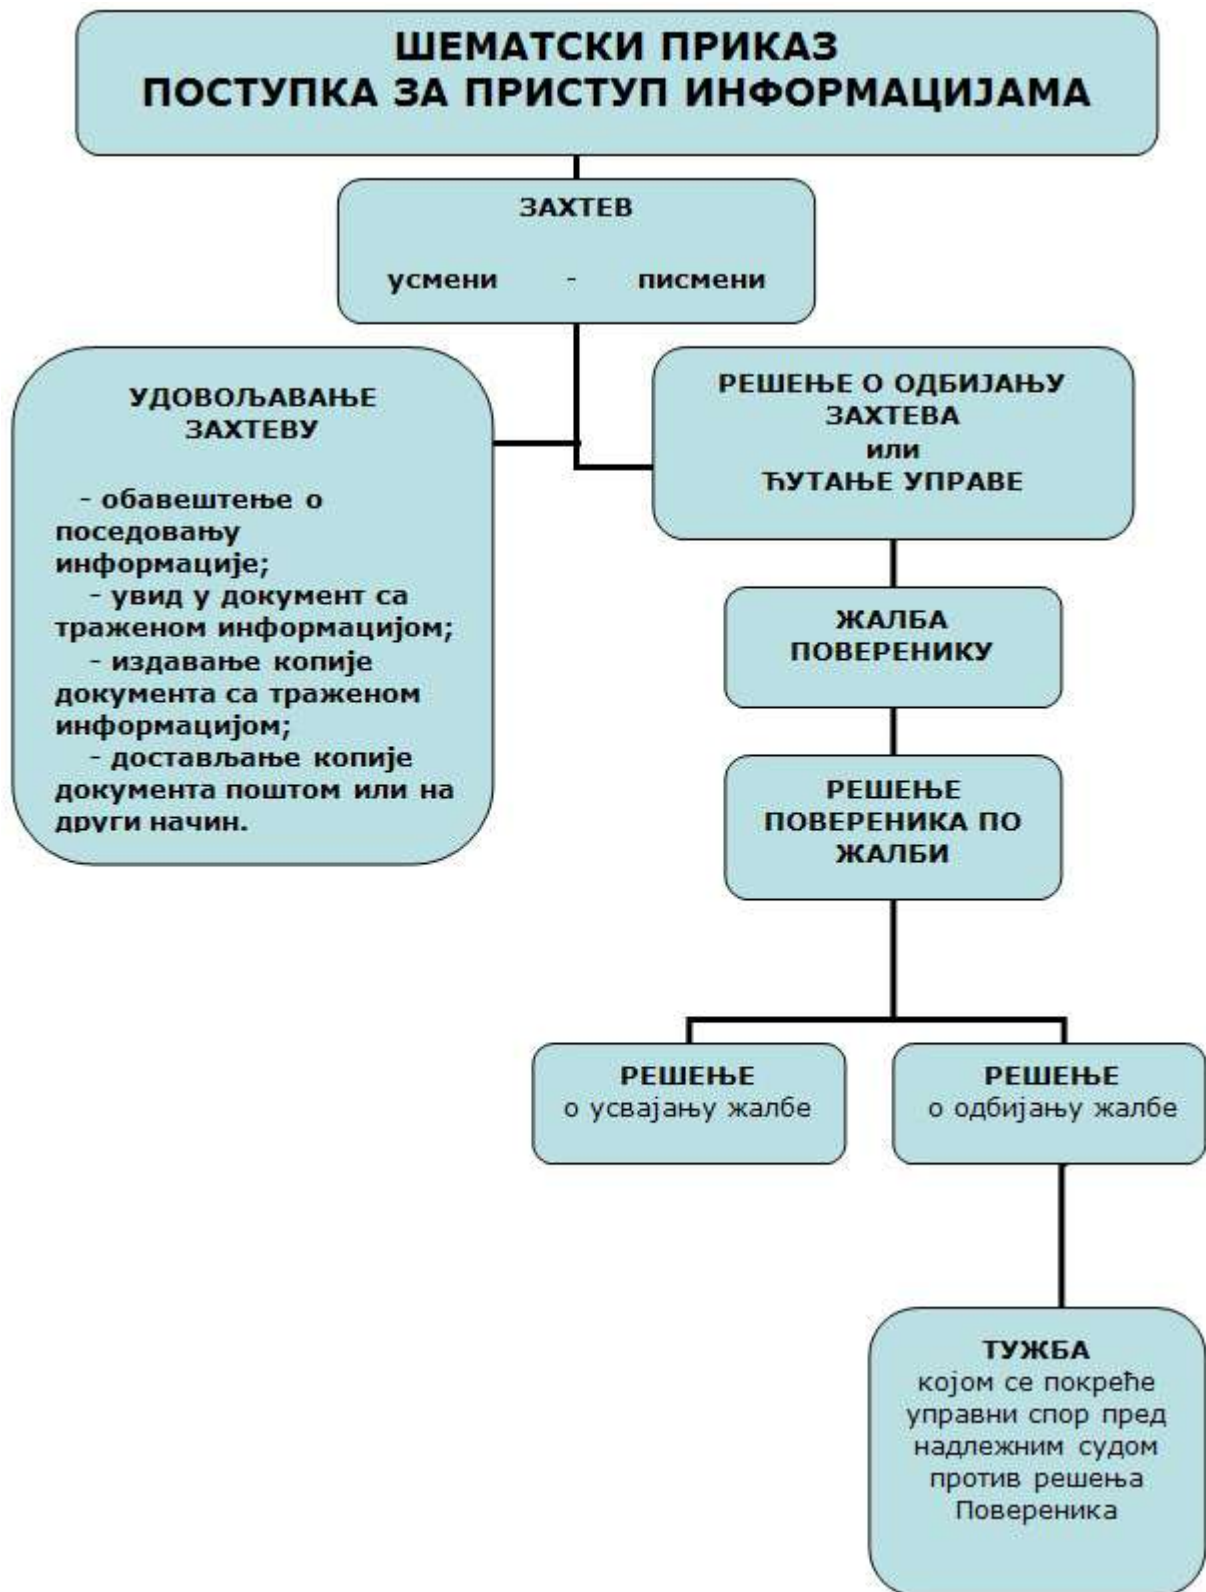 ШЕМАТСКИ ПРИКАЗ
ПОСТУПКА ЗА ПРИСТУП ИНФОРМАЦИЈАМА
ЗАХТЕВ
усмени - писмени
УДОВОЉАВАЊЕ
ЗАХТЕВУ
- обавештење о
поседовању
информације;
- увид у документ са
траженом информацијом;
- издавање копије
документа са траженом
информацијом;
- достављање копије
документа поштом или на
други начин.
РЕШЕЊЕ О ОДБИЈАЊУ
ЗАХТЕВА
или
ЋУТАЊЕ УПРАВЕ
ЖАЛБА
ПОВЕРЕНИКУ
РЕШЕЊЕ
ПОВЕРЕНИКА ПО
ЖАЛБИ
РЕШЕЊЕ
о усвајању жалбе
РЕШЕЊЕ
о одбијању жалбе
ТУЖБА
којом се покреће
управни спор пред
надлежним судом
против решења
Повереника